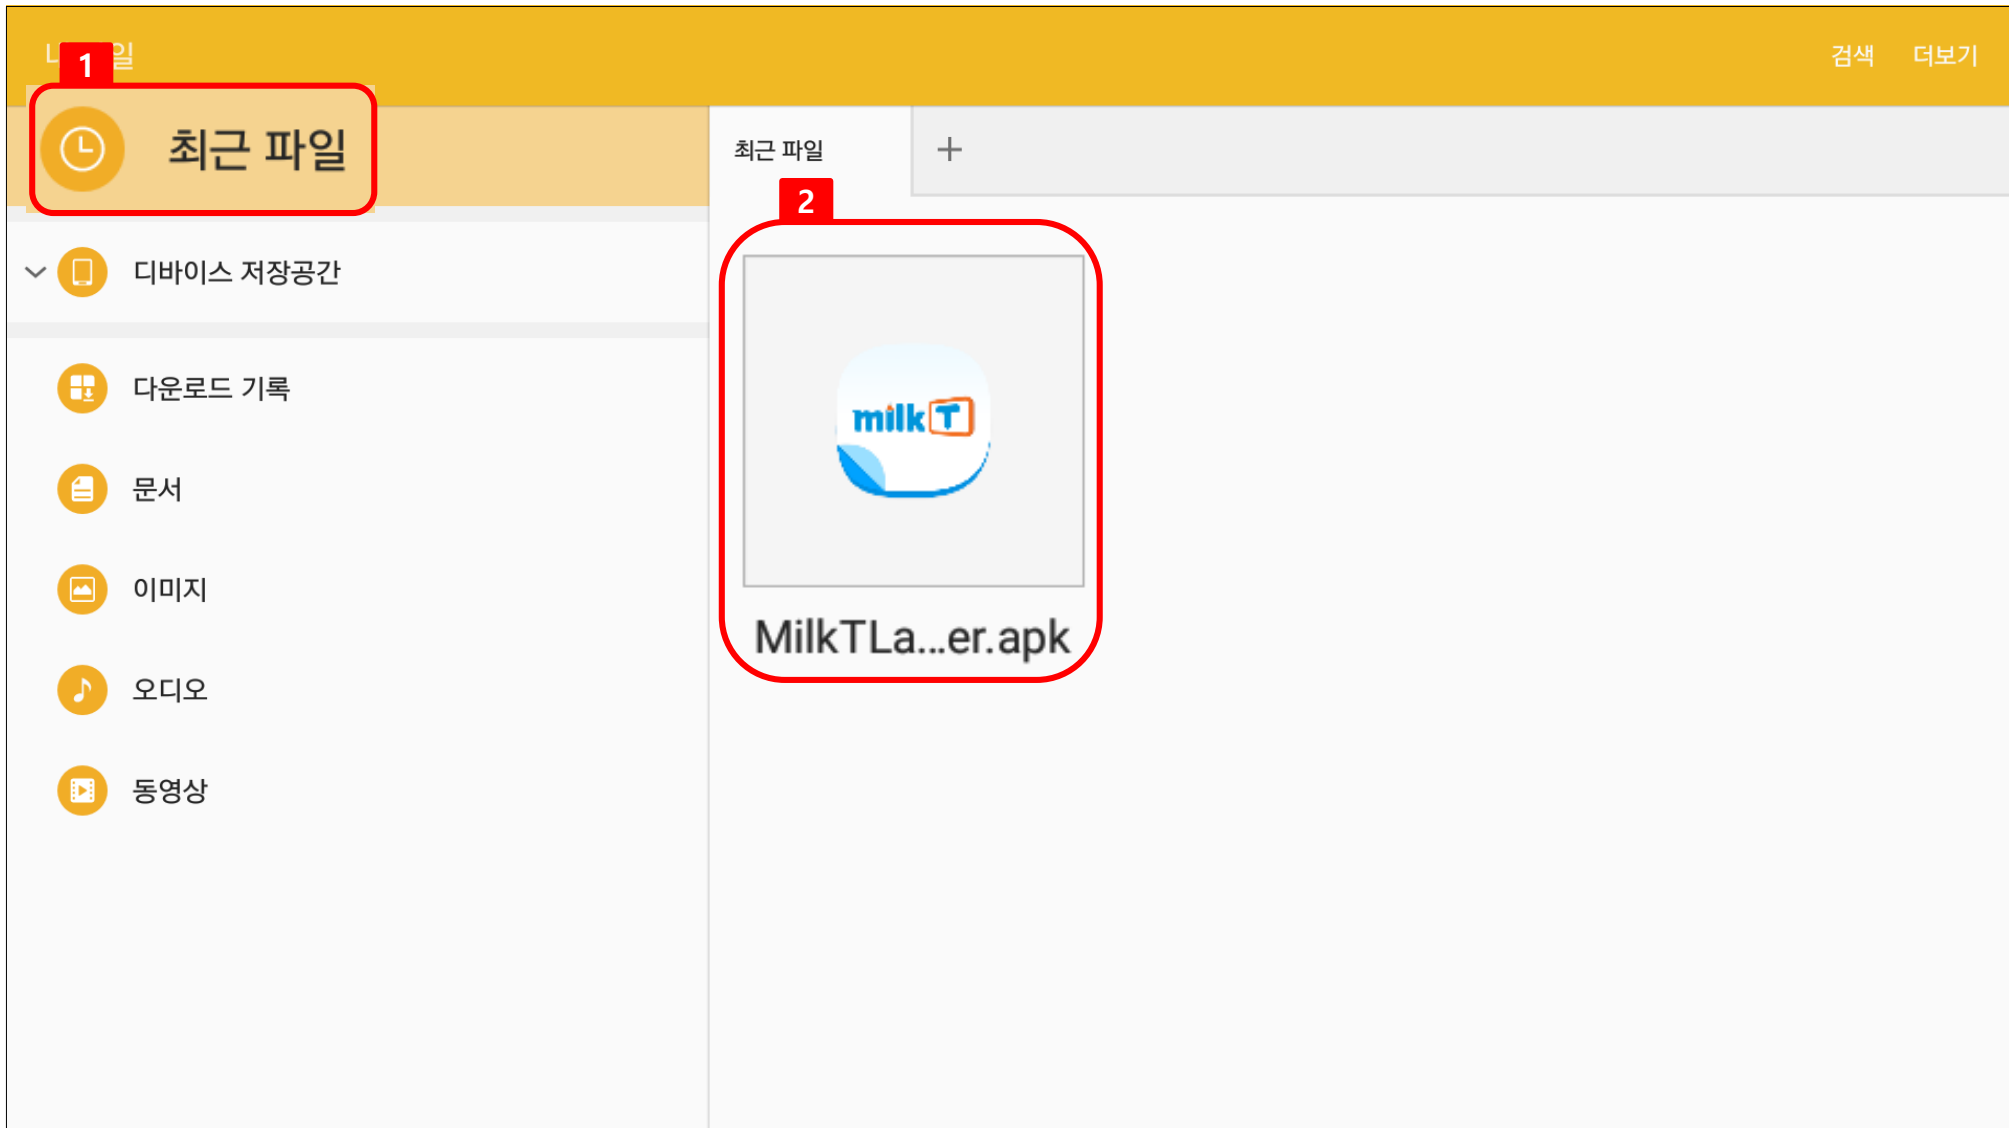 1
검색 더보기
최근 파일
최근 파일
+
2
디바이스 저장공간
다운로드 기록
milkT
문서
이미지
MilkTLa...er.apk
오디오
동영상